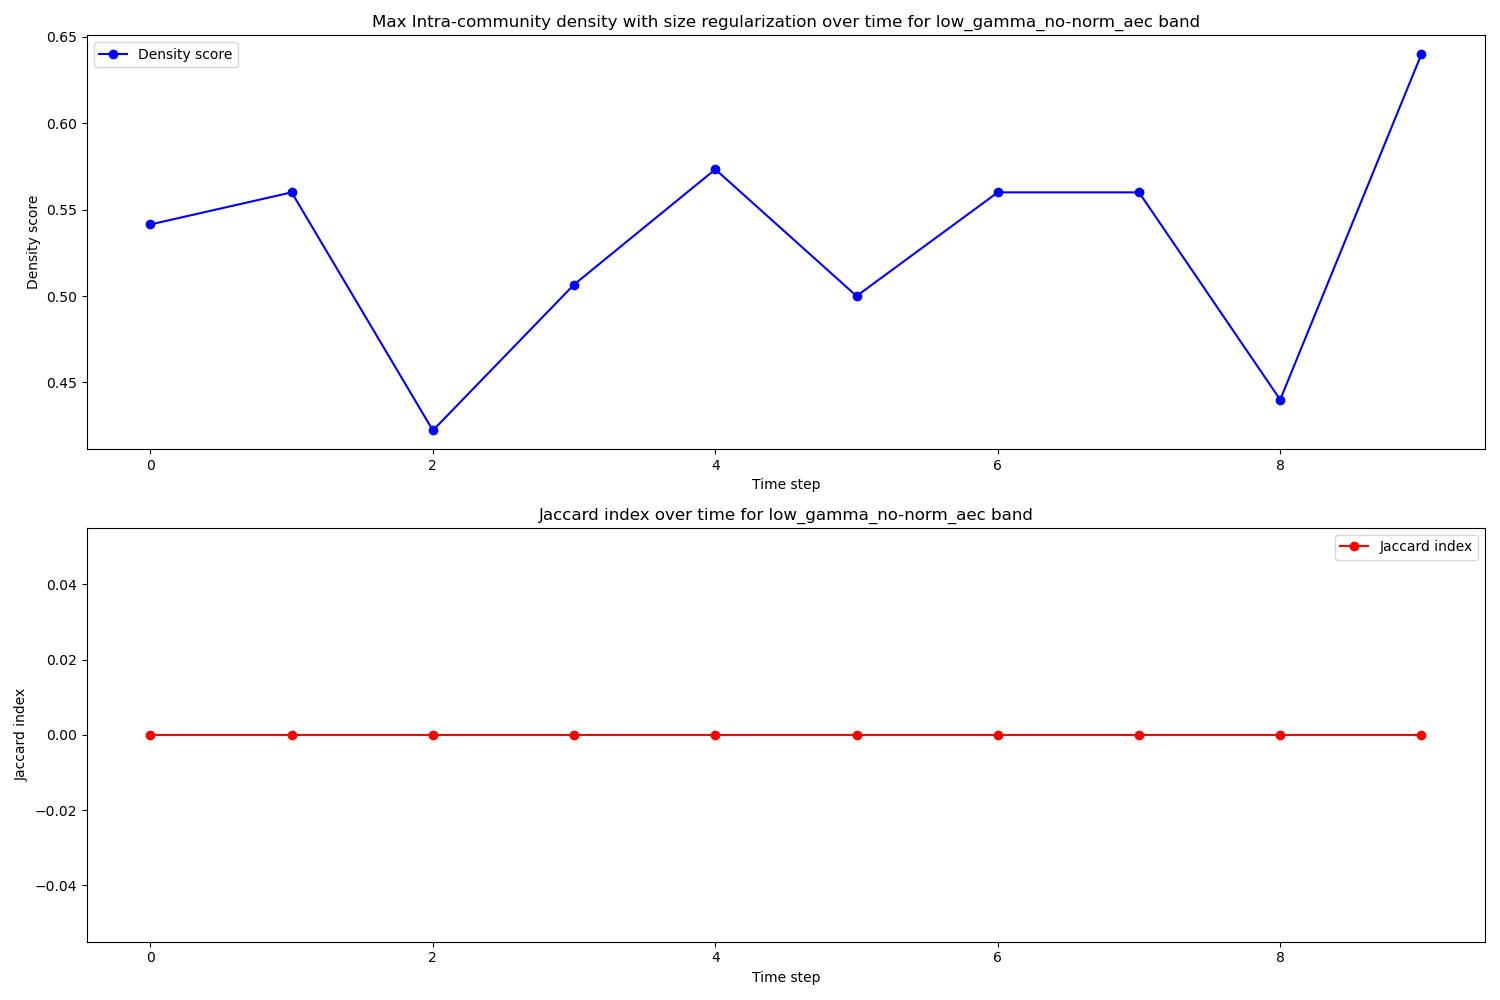 Max Intra-community density with size regularization over time for low_gamma_no-norm_aec band
Density score
0.65
0.60
0.55
0.50
0.45
Density score
0
2
4
6
8
Time step
Jaccard index over time for low_gamma_no-norm_aec band
Jaccard index
0.04
0.02
0.00
−0.02
−0.04
Jaccard index
0
2
4
6
8
Time step